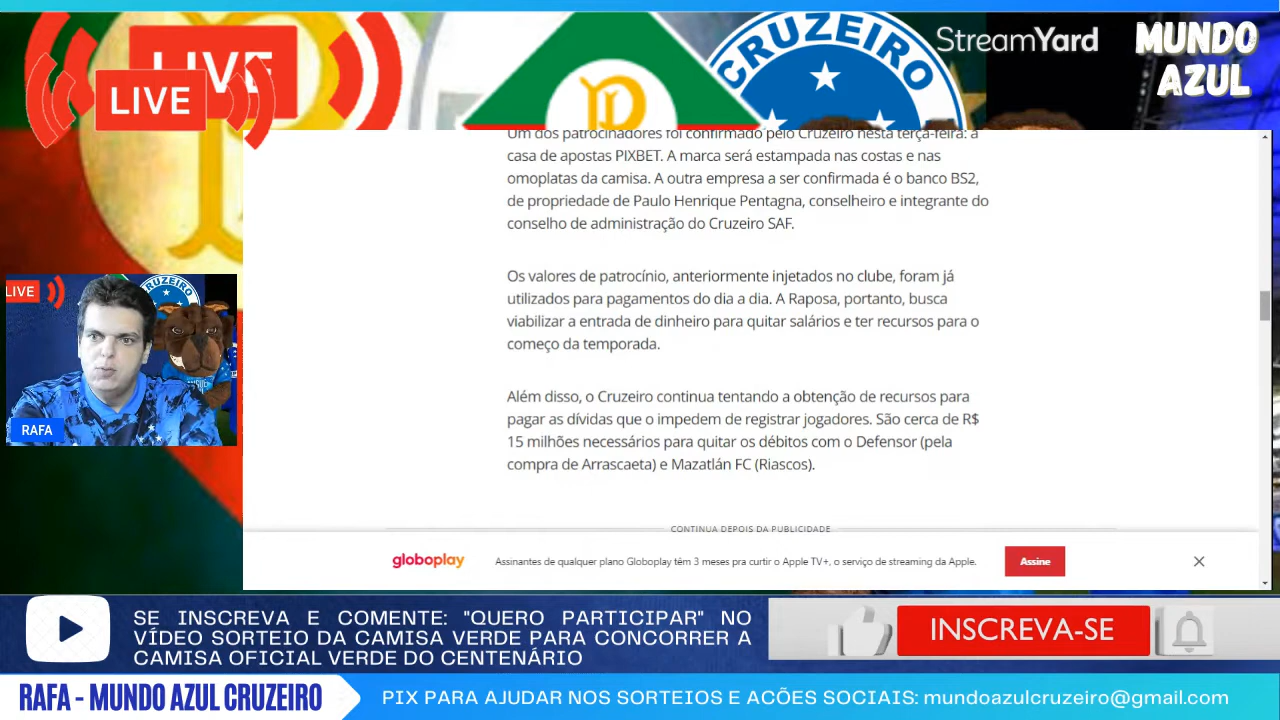 LIVE
LIVE
CRUZEIRO
StreamYard
MUNDO
AZUL
Um dos patrocinadores foi confirmado pelo Cruzeiro nesta terça-feira: a
casa de apostas PIXBET. A marca será estampada nas costas e nas
omoplatas da camisa. A outra empresa a ser confirmada é o banco BS2,
de propriedade de Paulo Henrique Pentagna, conselheiro e integrante do
conselho de administração do Cruzeiro SAF.
Os valores de patrocínio, anteriormente injetados no clube, foram já
utilizados para pagamentos do dia a dia. A Raposa, portanto, busca
viabilizar a entrada de dinheiro para quitar salários e ter recursos para o
começo da temporada.
Além disso, o Cruzeiro continua tentando a obtenção de recursos para
pagar as dívidas que o impedem de registrar jogadores. São cerca de R$
15 milhões necessários para quitar os débitos com o Defensor (pela
compra de Arrascaeta) e Mazatlán FC (Riascos).
CONTINUA DEPOIS DA PUBLICIDADE
globoplay
Assinantes de qualquer plano Globoplay têm 3 meses pra curtir o Apple TV+, o serviço de streaming da Apple.
Assine
LIVE
RAFA
SE INSCREVA E COMENTE: "QUERO PARTICIPAR" NO
VÍDEO SORTEIO DA CAMISA VERDE PARA CONCORRER A
CAMISA OFICIAL VERDE DO CENTENÁRIO
INSCREVA-SE
RAFA - MUNDO AZUL CRUZEIRO
PIX PARA AJUDAR NOS SORTEIOS E ACÕES SOCIAIS: mundoazulcruzeiro@gmail.com